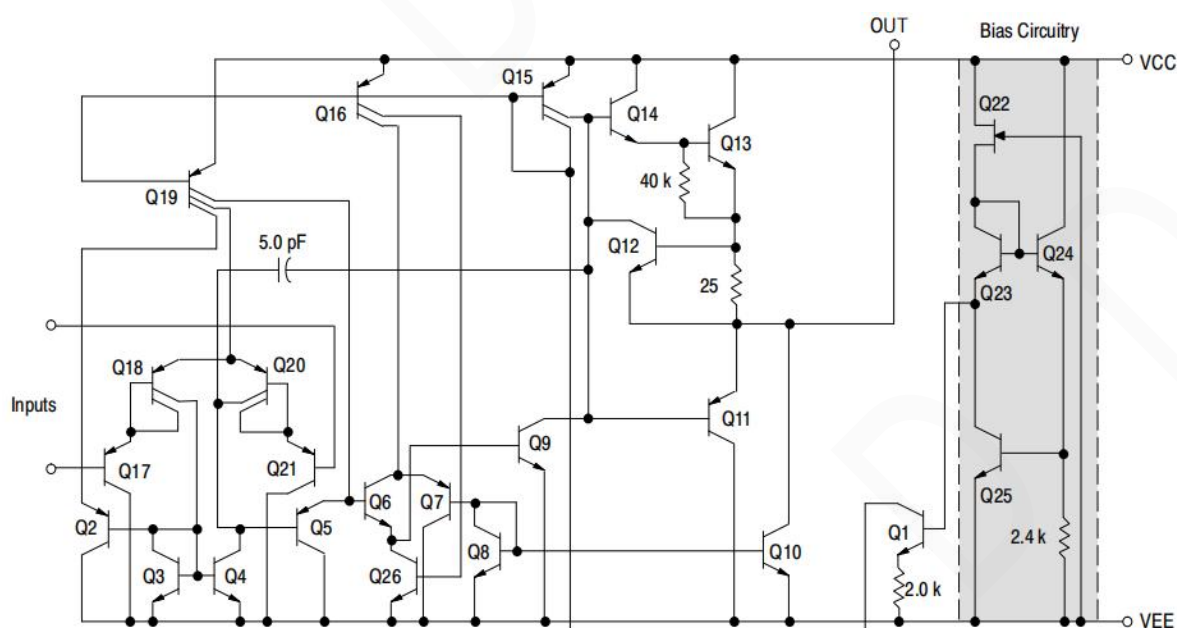 OUT
Bias Circuitry
VCC
Q15
Q22
Q16
Q14
Q13
Q19
40 k
5.0 pF
Q12
Q24
Q23
25
Q18
Q20
Inputs
Q11
Q9
Q17
Q21
Q6
Q7
Q25
Q2
Q5
Q1
Q8
Q10
2.4 k
Q3
Q4
Q26
2.0 k
VEE